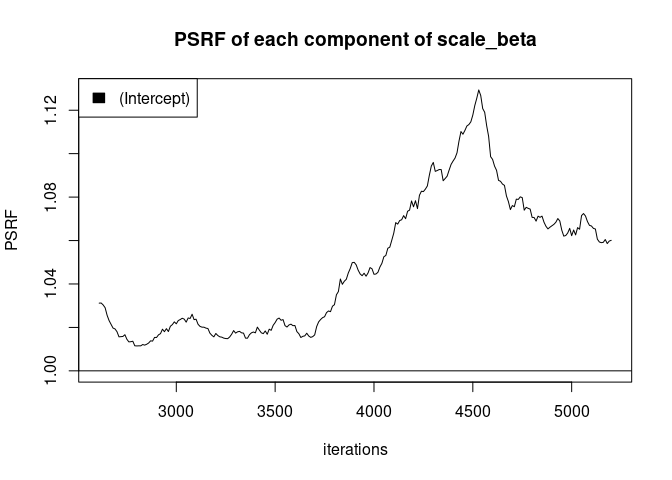 PSRF of each component of scale_beta
(Intercept)
PSRF
1.12
1.08
1.04
1.00
3000 3500 4000 4500 5000
iterations